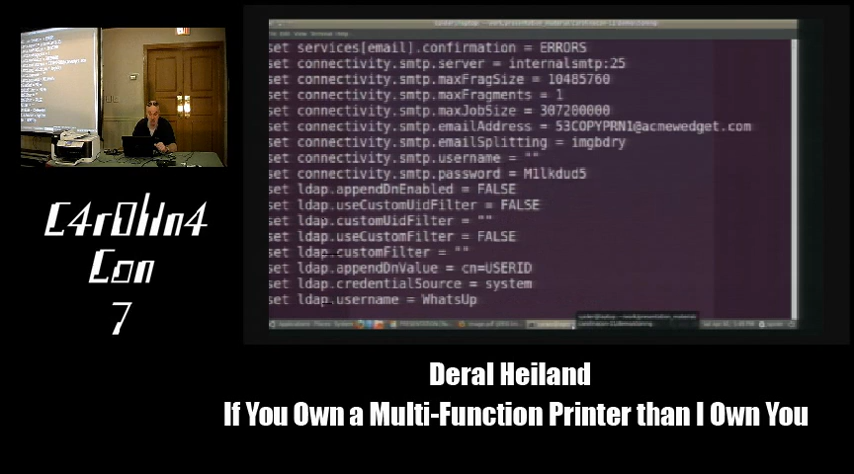 set services[email].confirmation = ERRORS
set connectivity.smtp.server = internalsmtp:25
set connectivity.smtp.maxFragSize = 10485760
set connectivity.smtp.maxFragments = 1
set connectivity.smtp.maxJobSize = 307200000
set connectivity.smtp.emailAddress = 53COPYPRN1@acmewedget.com
set connectivity.smtp.emailSplitting = imgbdry
set connectivity.smtp.username = ""
set connectivity.smtp.password = M1lkdud5
set ldap.appendDnEnabled = FALSE
set ldap.useCustomUidFilter = FALSE
set ldap.customUidFilter = ""
set ldap.useCustomFilter = FALSE
set ldap.customFilter = ""
set ldap.appendDnValue = cn=USERID
set ldap.credentialSource = system
set ldap.username = WhatsUp
C4r0l1n4
Con
7
Deral Heiland
If You Own a Multi-Function Printer than I Own You